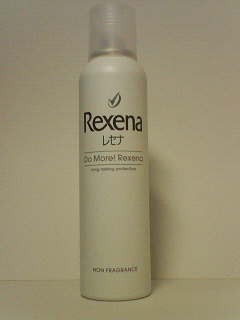 Rexena
レセナ
Do More! Rexena
long lasting protection
NON FRAGRANCE